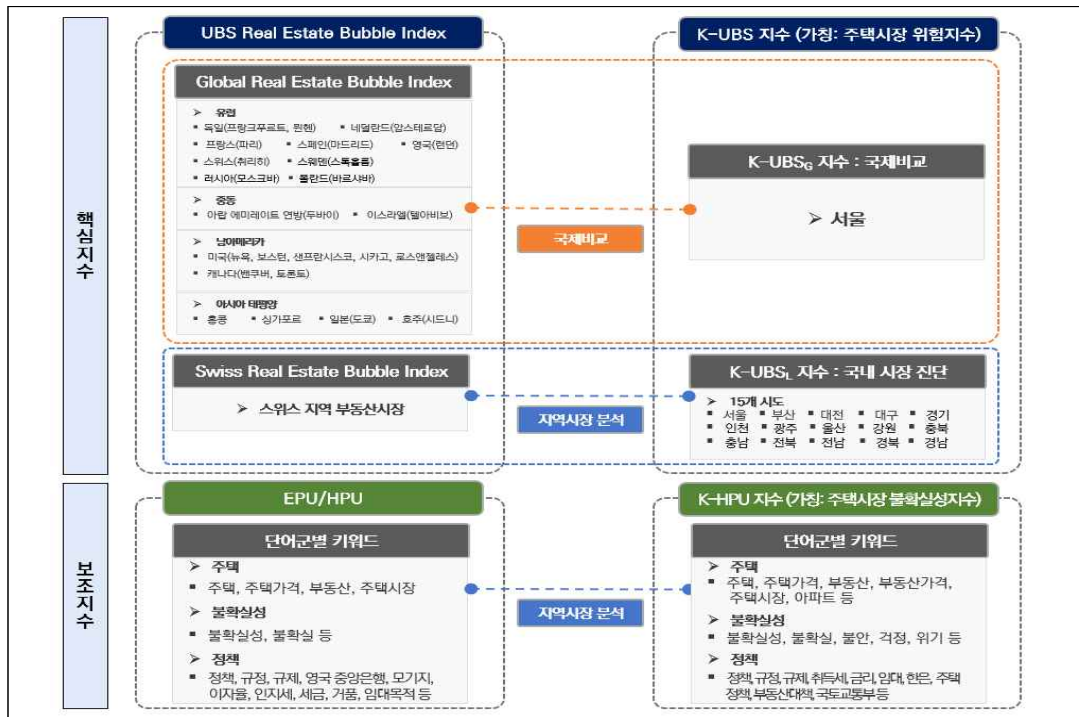 UBS Real Estate Bubble Index
K-UBS 지수 (가칭: 주택시장 위험지수)
핵심지수
Global Real Estate Bubble Index
➢ 유럽
▪ 독일(프랑크푸르트, 뮌헨) ▪ 네덜란드(암스테르담)
▪ 프랑스(파리) ▪ 스페인(마드리드) ▪ 영국(런던)
▪ 스위스(취리히) ▪ 스웨덴(스톡홀름)
▪ 러시아(모스크바) ▪ 폴란드(바르샤바)
➢ 중동
▪ 아랍 에미레이트 연방(두바이) ▪ 이스라엘(텔아비브)
➢ 남아메리카
▪ 미국(뉴욕, 보스턴, 샌프란시스코, 시카고, 로스앤젤레스)
▪ 캐나다(밴쿠버, 토론토)
➢ 아시아 태평양
▪ 홍콩 ▪ 싱가포르 ▪ 일본(도쿄) ▪ 호주(시드니)
국제비교
K-UBSG 지수 : 국제비교
➢ 서울
Swiss Real Estate Bubble Index
➢ 스위스 지역 부동산시장
지역시장 분석
K-UBSL 지수 : 국내 시장 진단
➢ 15개 시도
▪ 서울 ▪ 부산 ▪ 대전 ▪ 대구 ▪ 경기
▪ 인천 ▪ 광주 ▪ 울산 ▪ 강원 ▪ 충북
▪ 충남 ▪ 전북 ▪ 전남 ▪ 경북 ▪ 경남
보조지수
EPU/HPU
단어군별 키워드
➢ 주택
▪ 주택, 주택가격, 부동산, 주택시장
➢ 불확실성
▪ 불확실성, 불확실 등
➢ 정책
▪ 정책, 규정, 규제, 영국 중앙은행, 모기지,
이자율, 인지세, 세금, 거품, 임대목적 등
지역시장 분석
K-HPU 지수 (가칭: 주택시장 불확실성지수)
단어군별 키워드
➢ 주택
▪ 주택, 주택가격, 부동산, 부동산가격,
주택시장, 아파트 등
➢ 불확실성
▪ 불확실성, 불확실, 불안, 걱정, 위기 등
➢ 정책
▪ 정책, 규정, 규제, 취득세, 금리, 임대, 한은, 주택
정책, 부동산대책, 국토교통부 등